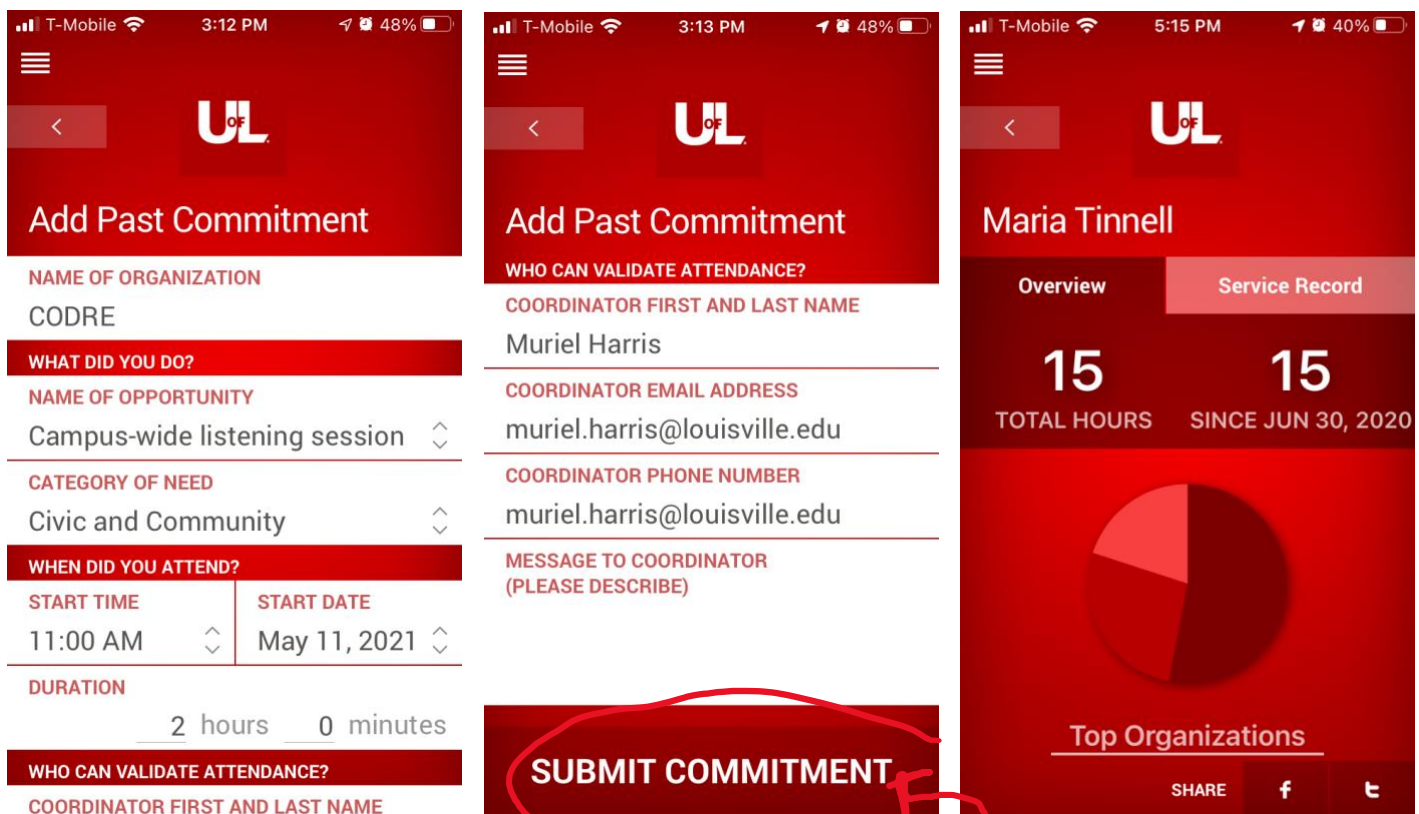 T-Mobile 3:12 PM 48%
<
U OF L
Add Past Commitment
NAME OF ORGANIZATION
CODRE
WHAT DID YOU DO?
NAME OF OPPORTUNITY
Campus-wide listening session
CATEGORY OF NEED
Civic and Community
WHEN DID YOU ATTEND?
START TIME START DATE
11:00 AM May 11, 2021
DURATION
2 hours 0 minutes
WHO CAN VALIDATE ATTENDANCE?
COORDINATOR FIRST AND LAST NAME
T-Mobile 3:13 PM 48%
<
U OF L
Add Past Commitment
WHO CAN VALIDATE ATTENDANCE?
COORDINATOR FIRST AND LAST NAME
Muriel Harris
COORDINATOR EMAIL ADDRESS
muriel.harris@louisville.edu
COORDINATOR PHONE NUMBER
muriel.harris@louisville.edu
MESSAGE TO COORDINATOR
(PLEASE DESCRIBE)
SUBMIT COMMITMENT
T-Mobile 5:15 PM 40%
<
U OF L
Maria Tinnell
Overview Service Record
15 15
TOTAL HOURS SINCE JUN 30, 2020
Top Organizations
SHARE f t